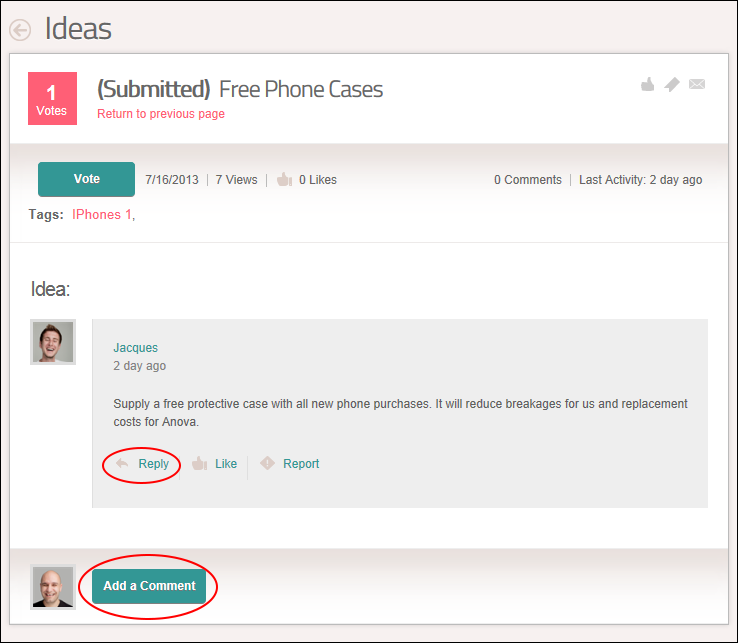 Ideas
1
Votes
(Submitted) Free Phone Cases
Return to previous page
Vote
7/16/2013 | 7 Views | 0 Likes
0 Comments | Last Activity: 2 day ago
Tags: IPhones 1,
Idea:
Jacques
2 day ago
Supply a free protective case with all new phone purchases. It will reduce breakages for us and replacement
costs for Anova.
Reply Like Report
Add a Comment